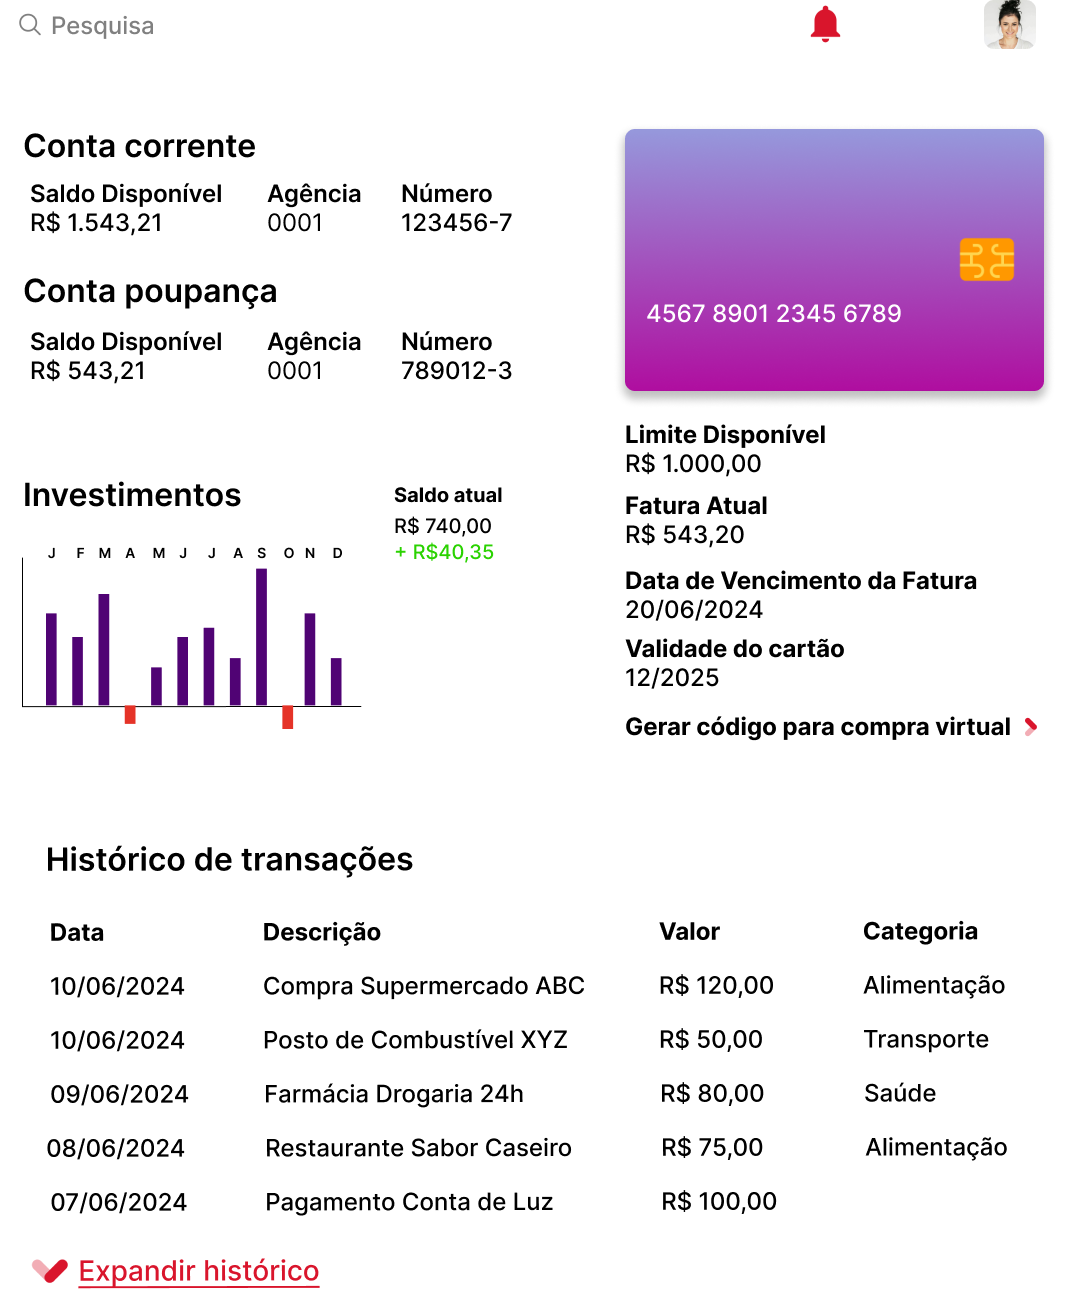 Pesquisa
Conta corrente
Saldo Disponível Agência Número
R$ 1.543,21 0001 123456-7
Conta poupança
Saldo Disponível Agência Número
R$ 543,21 0001 789012-3
4567 8901 2345 6789
Limite Disponível
R$ 1.000,00
Fatura Atual
R$ 543,20
Data de Vencimento da Fatura
20/06/2024
Validade do cartão
12/2025
Gerar código para compra virtual
Investimentos
Saldo atual
R$ 740,00
+ R$40,35
J F M A M J J A S O N D
Histórico de transações
Data Descrição Valor Categoria
10/06/2024 Compra Supermercado ABC R$ 120,00 Alimentação
10/06/2024 Posto de Combustível XYZ R$ 50,00 Transporte
09/06/2024 Farmácia Drogaria 24h R$ 80,00 Saúde
08/06/2024 Restaurante Sabor Caseiro R$ 75,00 Alimentação
07/06/2024 Pagamento Conta de Luz R$ 100,00
Expandir histórico